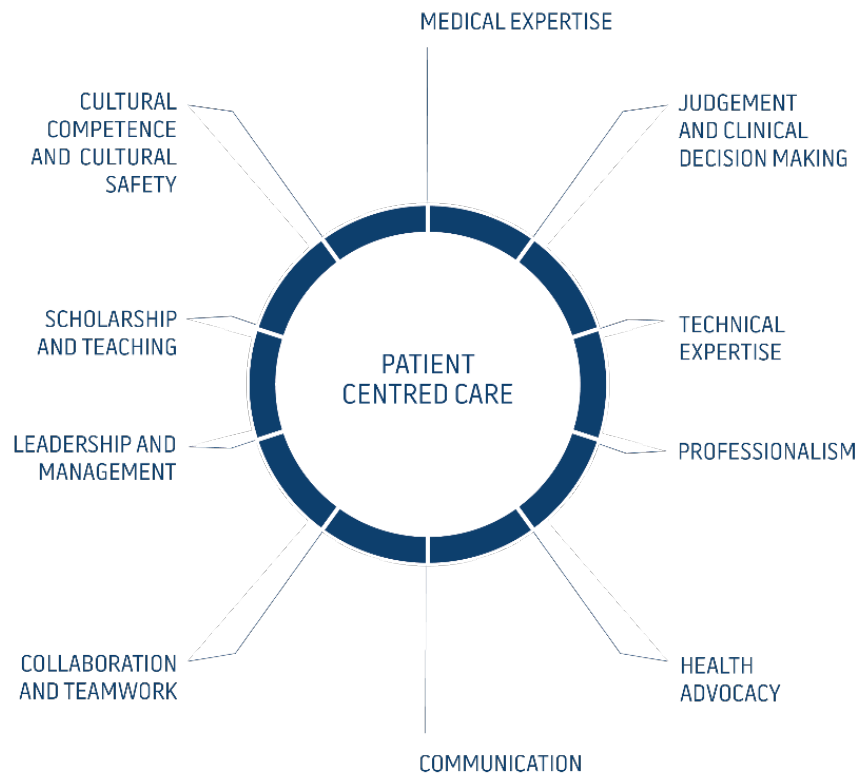 MEDICAL EXPERTISE
JUDGEMENT
AND CLINICAL
DECISION MAKING
TECHNICAL
EXPERTISE
PROFESSIONALISM
HEALTH
ADVOCACY
COMMUNICATION
COLLABORATION
AND TEAMWORK
LEADERSHIP AND
MANAGEMENT
SCHOLARSHIP
AND TEACHING
CULTURAL
COMPETENCE
AND CULTURAL
SAFETY
PATIENT
CENTRED CARE